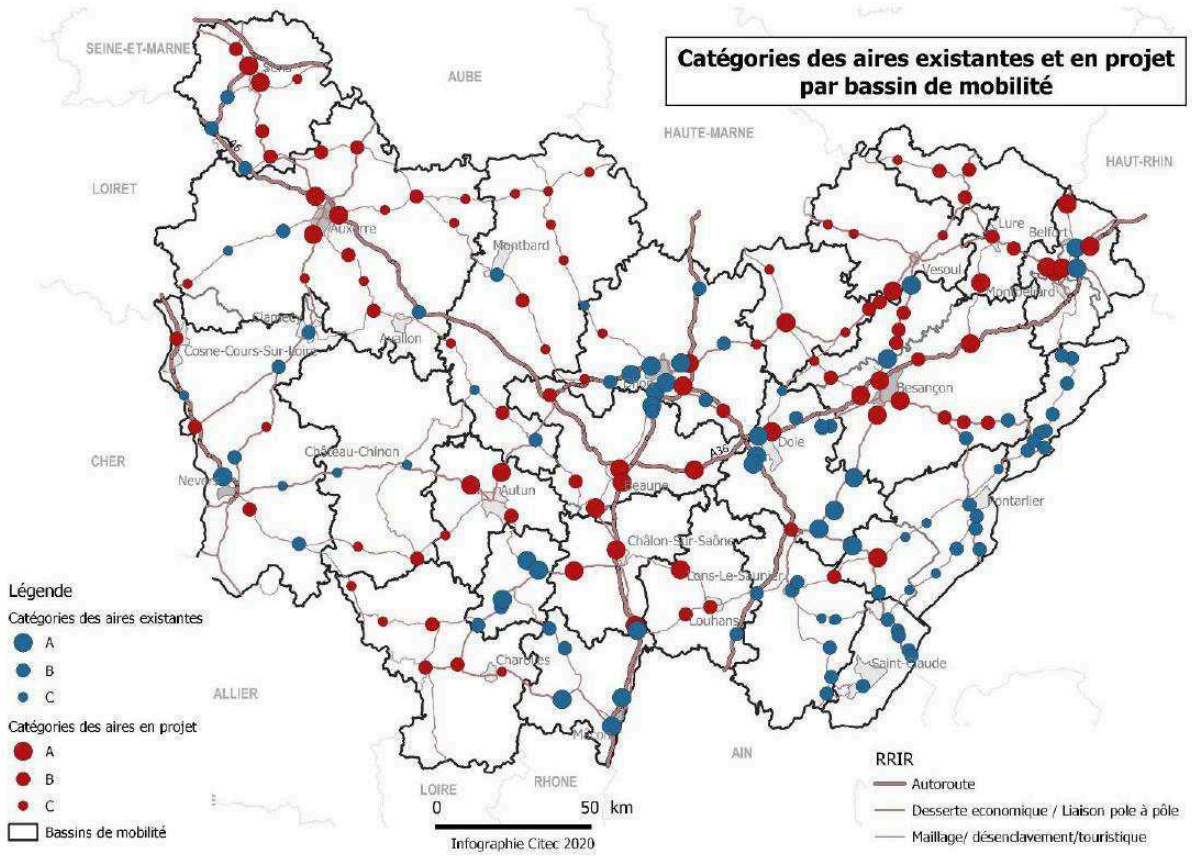 Catégories des aires existantes et en projet
par bassin de mobilité
SEINE-ET-MARNE
AUBE
HAUTE-MARNE
HAUT-RHIN
LOIRET
A6
Auxerre
Montbard
Lure
Belfort
Vesoul
Montbéliard
Clamecy
Avallon
Cosne-Cours-Sur-Loire
Besançon
CHER
Château-Chinon
Dole
A36
Nevers
Autun
Beaune
Pontarlier
Châlon-Sur-Saône
Lons-Le-Saunier
Louhans
Charolles
Saint-Claude
ALLIER
Mâcon
AIN
RHONE
LOIRE
Légende
Catégories des aires existantes
A
B
C
Catégories des aires en projet
A
B
C
Bassins de mobilité
0 50 km
Infographie Citec 2020
RRIR
Autoroute
Desserte economique / Liaison pole à pôle
Maillage/ désenclavement/touristique